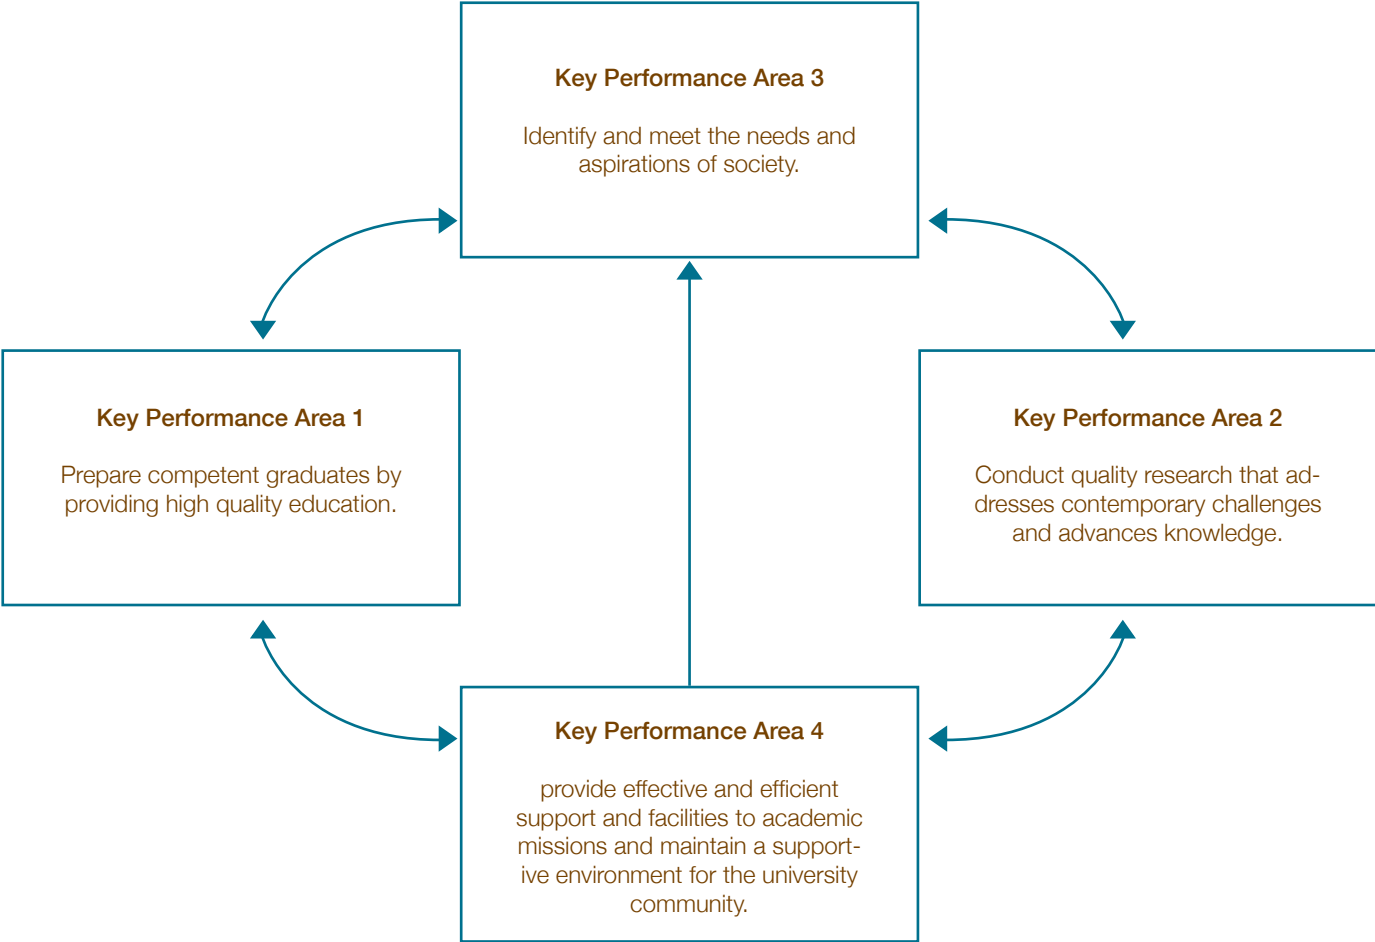 Key Performance Area 3
Identify and meet the needs and
aspirations of society.
Key Performance Area 1
Prepare competent graduates by
providing high quality education.
Key Performance Area 2
Conduct quality research that ad-
dresses contemporary challenges
and advances knowledge.
Key Performance Area 4
provide effective and efficient
support and facilities to academic
missions and maintain a support-
ive environment for the university
community.